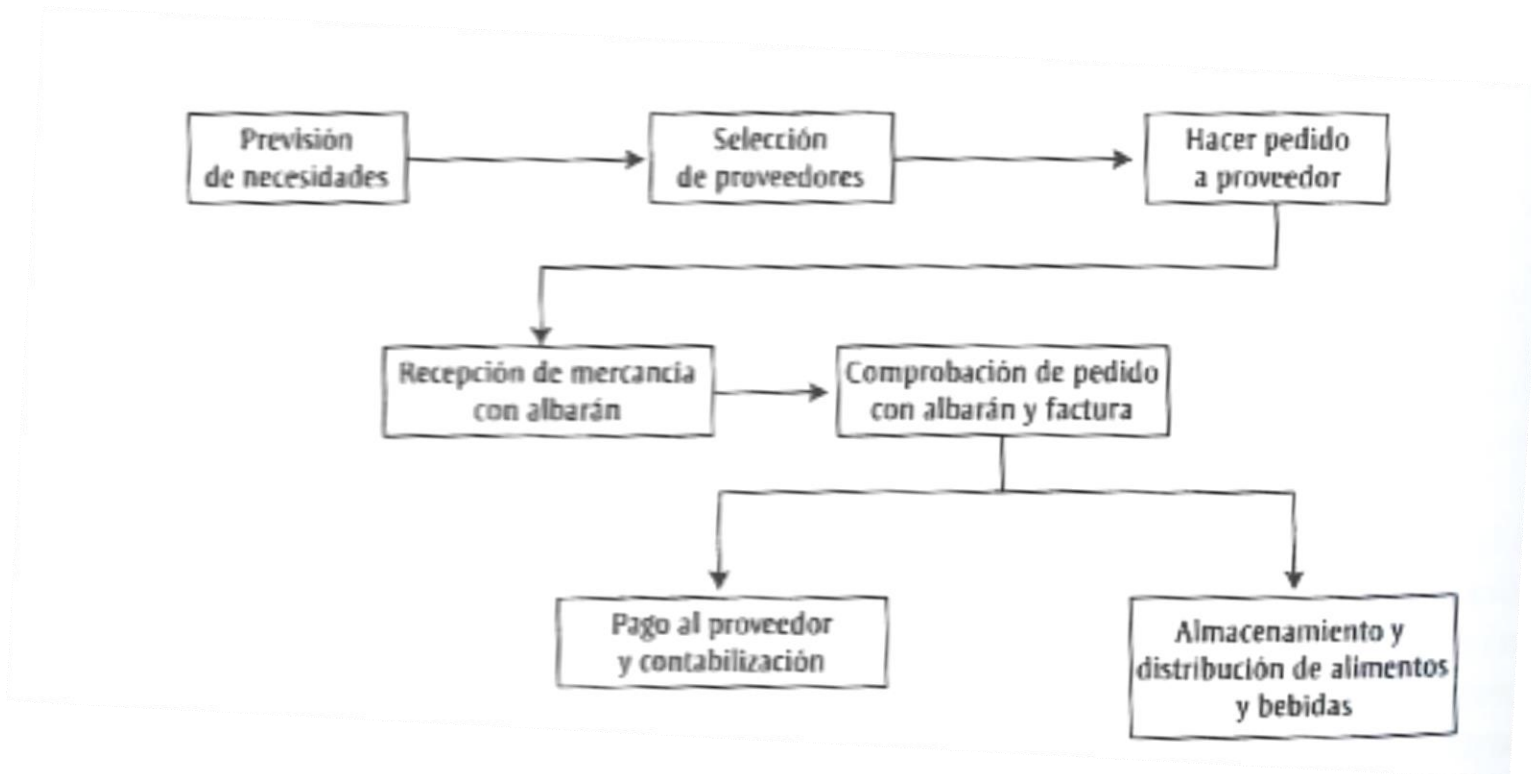 Previsión
de necesidades
Selección
de proveedores
Hacer pedido
a proveedor
Recepción de mercancía
con albarán
Comprobación de pedido
con albarán y factura
Pago al proveedor
y contabilización
Almacenamiento y
distribución de alimentos
y bebidas